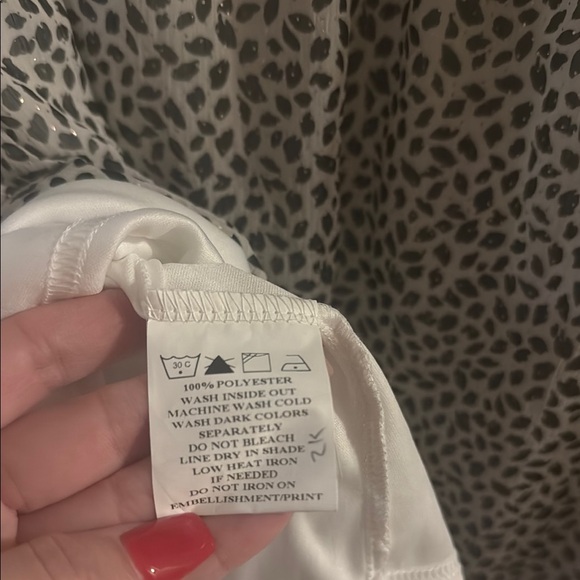 30 C
100% POLYESTER
WASH INSIDE OUT
MACHINE WASH COLD
WASH DARK COLORS
SEPARATELY
DO NOT BLEACH
LINE DRY IN SHADE
LOW HEAT IRON
IF NEEDED
DO NOT IRON ON
EMBELLISHMENT/PRINT